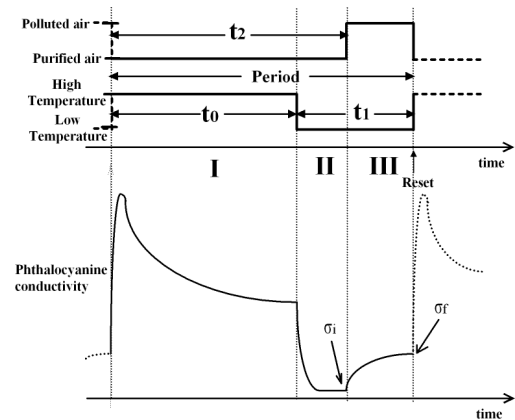 Polluted air
t2
Purified air
Period
High
Temperature
t0
t1
Low
Temperature
time
I
II
III
Reset
Phthalocyanine
conductivity
σi
σf
time